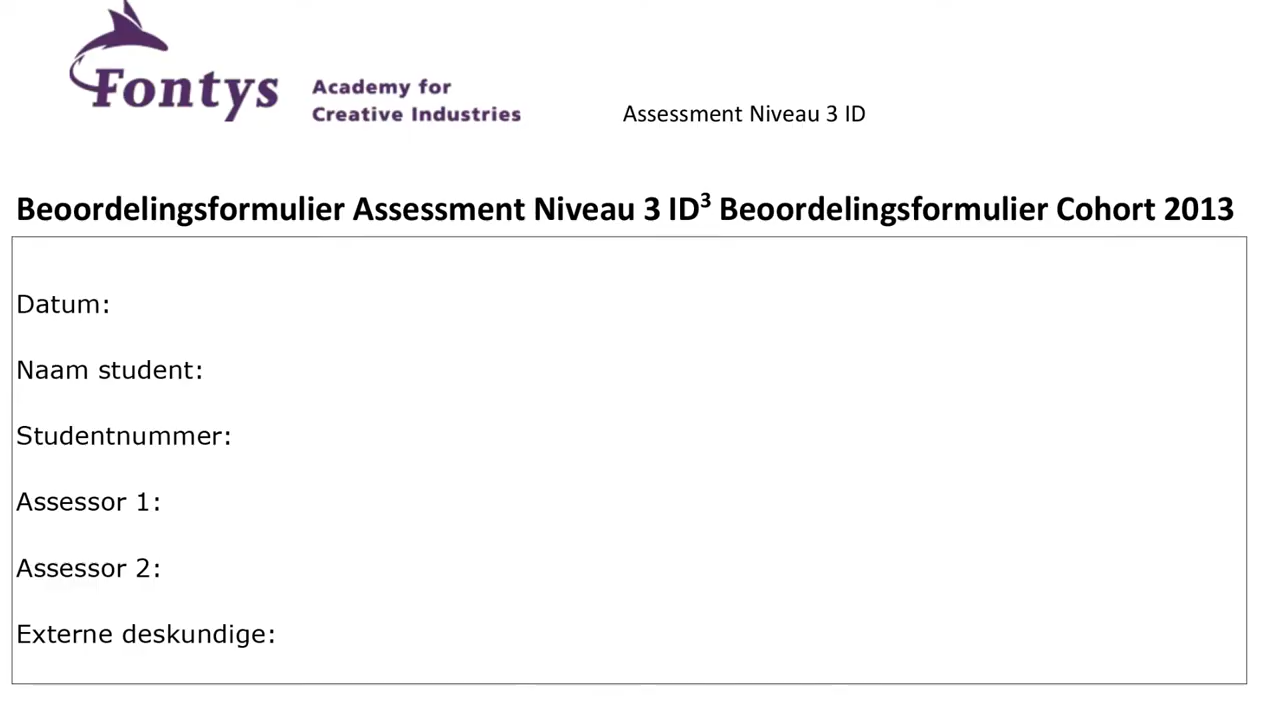 Fontys Academy for
Creative Industries
Assessment Niveau 3 ID
Beoordelingsformulier Assessment Niveau 3 ID³ Beoordelingsformulier Cohort 2013
Datum:
Naam student:
Studentnummer:
Assessor 1:
Assessor 2:
Externe deskundige: